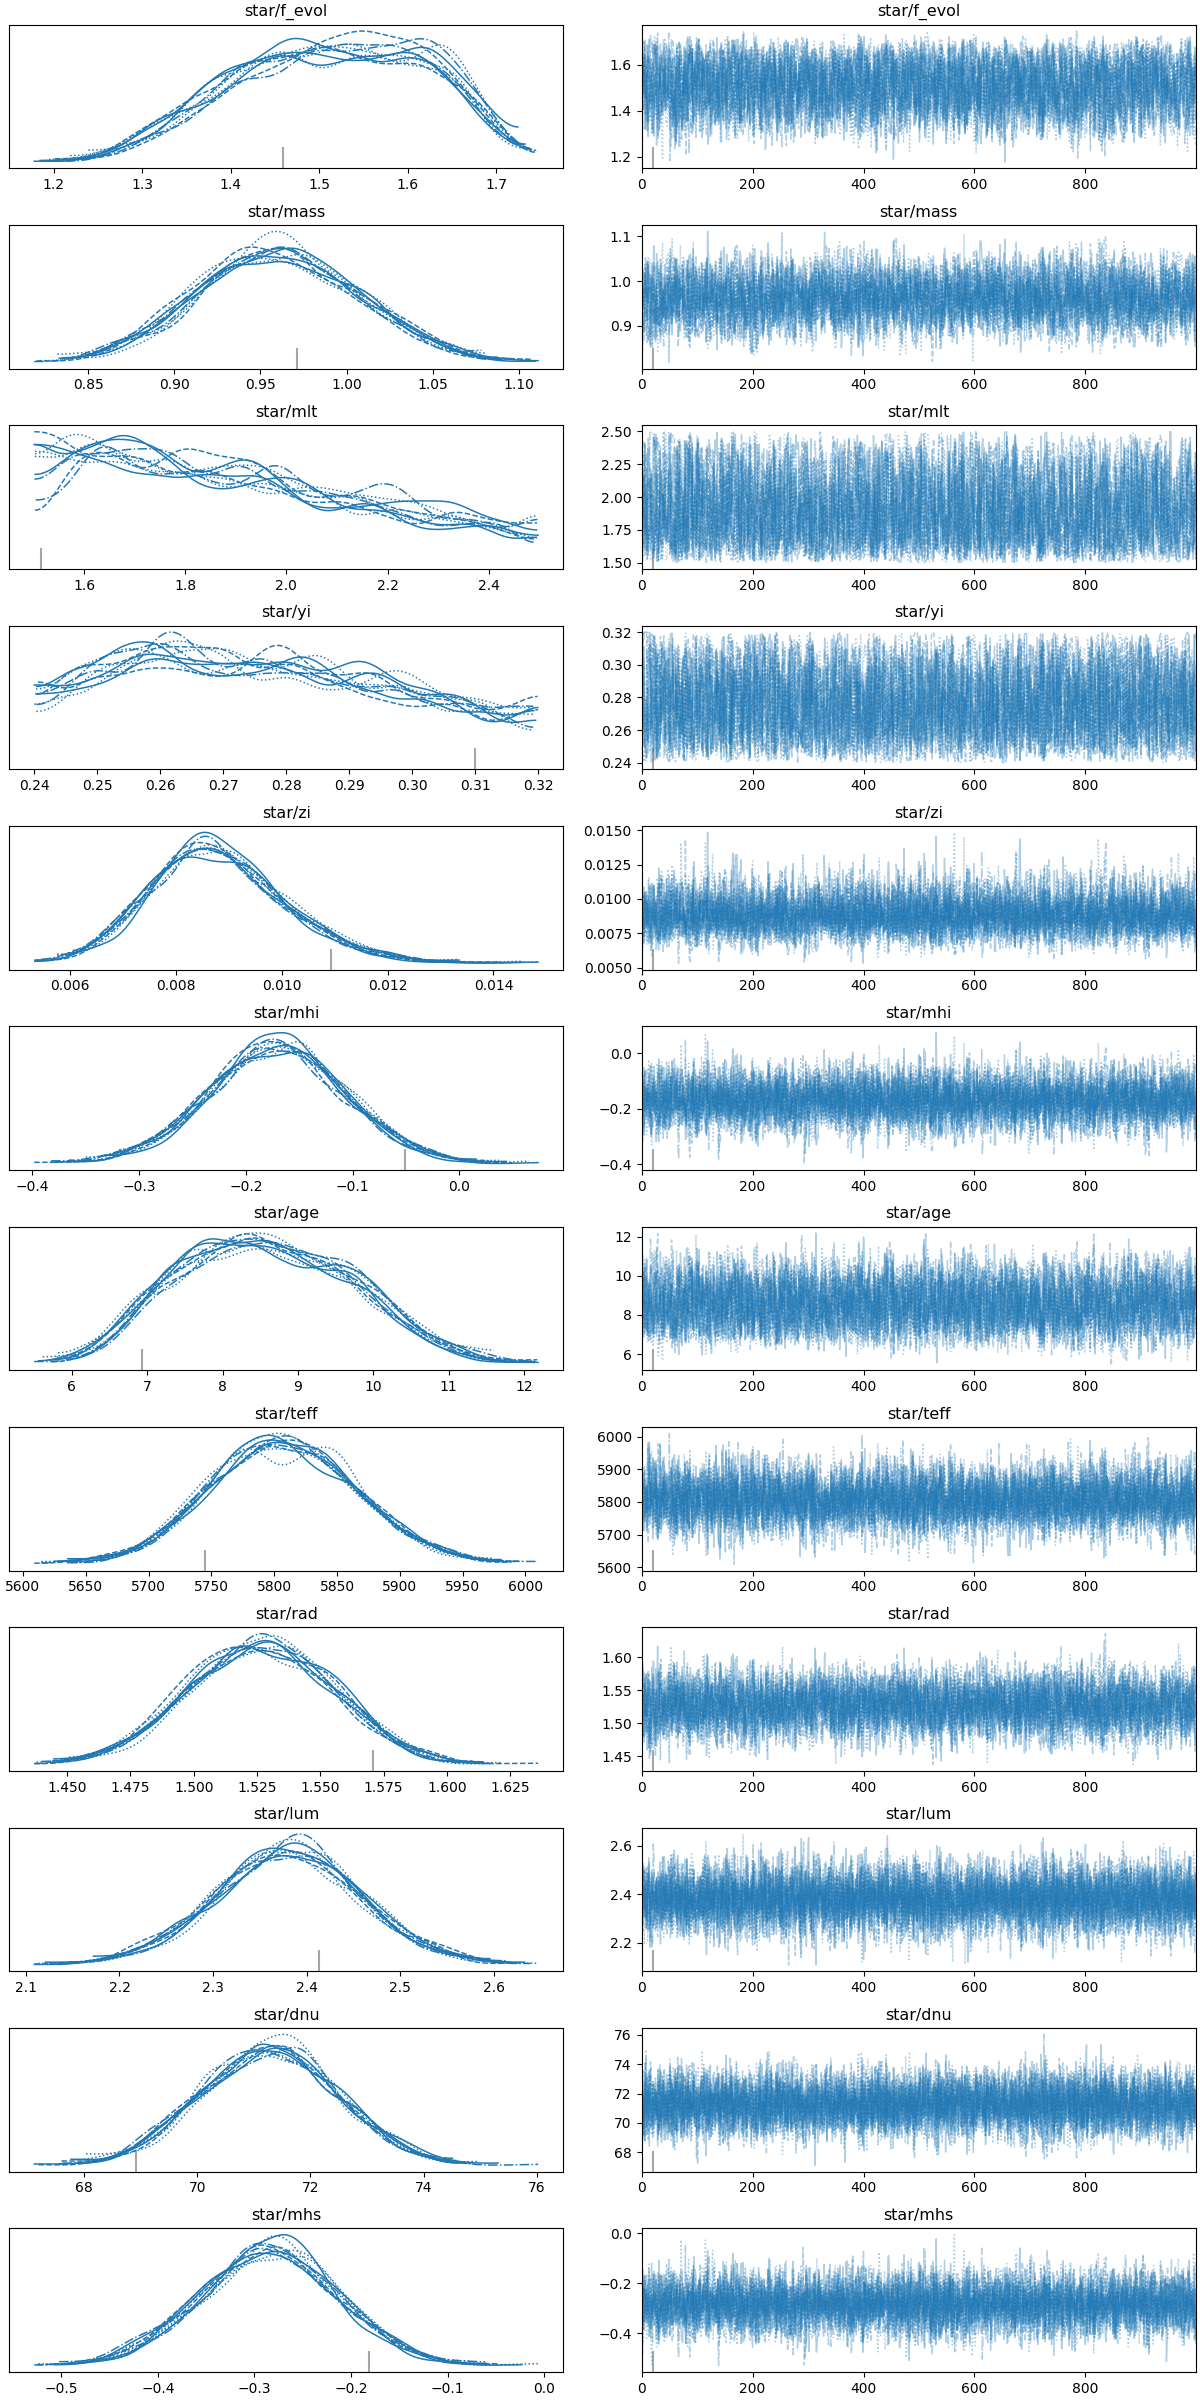 star/f_evol star/f_evol
1.6
1.4
1.2
1.2 1.3 1.4 1.5 1.6 1.7 0 200 400 600 800
star/mass star/mass
1.1
1.0
0.9
0.85 0.90 0.95 1.00 1.05 1.10 0 200 400 600 800
star/mlt star/mlt
2.50
2.25
2.00
1.75
1.50
1.6 1.8 2.0 2.2 2.4 0 200 400 600 800
star/yi star/yi
0.32
0.30
0.28
0.26
0.24
0.24 0.25 0.26 0.27 0.28 0.29 0.30 0.31 0.32 0 200 400 600 800
star/zi star/zi
0.0150
0.0125
0.0100
0.0075
0.0050
0.006 0.008 0.010 0.012 0.014 0 200 400 600 800
star/mhi star/mhi
0.0
−0.2
−0.4
−0.4 −0.3 −0.2 −0.1 0.0 0 200 400 600 800
star/age star/age
12
10
8
6
6 7 8 9 10 11 12 0 200 400 600 800
star/teff star/teff
6000
5900
5800
5700
5600
5600 5650 5700 5750 5800 5850 5900 5950 6000 0 200 400 600 800
star/rad star/rad
1.60
1.55
1.50
1.45
1.450 1.475 1.500 1.525 1.550 1.575 1.600 1.625 0 200 400 600 800
star/lum star/lum
2.6
2.4
2.2
2.1 2.2 2.3 2.4 2.5 2.6 0 200 400 600 800
star/dnu star/dnu
76
74
72
70
68
68 70 72 74 76 0 200 400 600 800
star/mhs star/mhs
0.0
−0.2
−0.4
−0.5 −0.4 −0.3 −0.2 −0.1 0.0 0 200 400 600 800